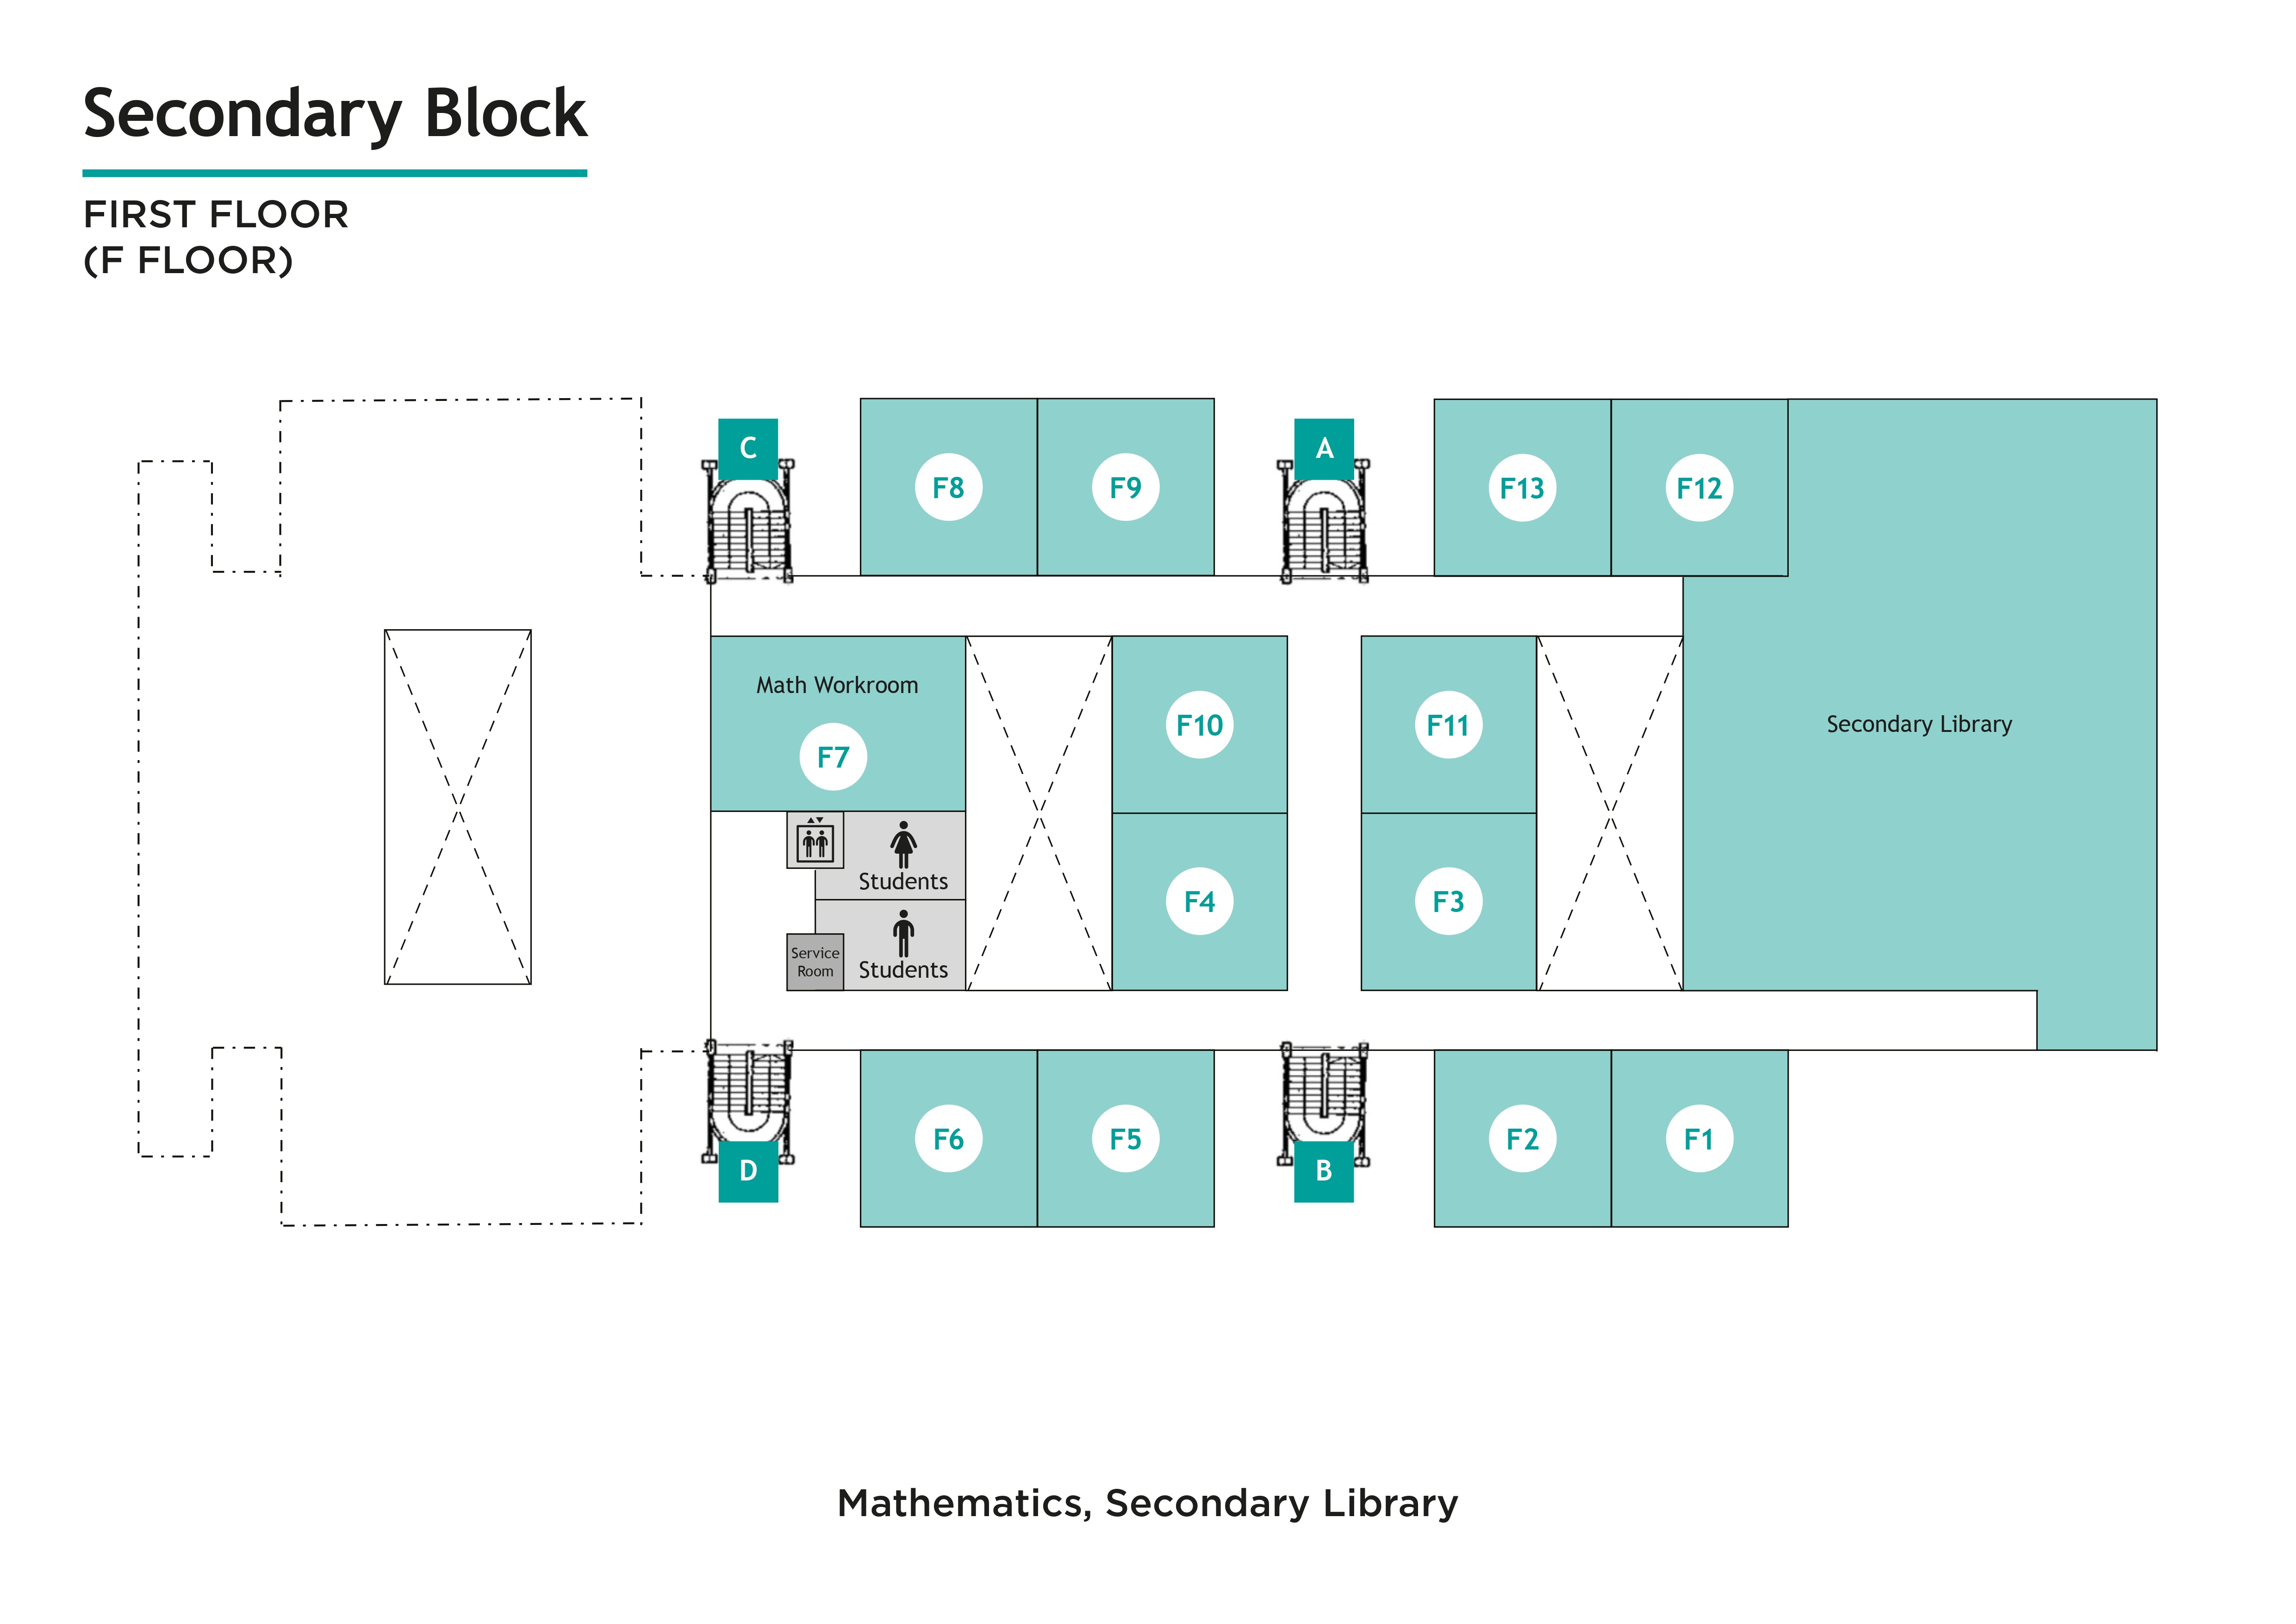 Secondary Block
FIRST FLOOR
(F FLOOR)
C
A
F8
F9
F13
F12
Math Workroom
F7
F10
F11
Secondary Library
Students
F4
F3
Service
Room
Students
F6
F5
F2
F1
D
B
Mathematics, Secondary Library